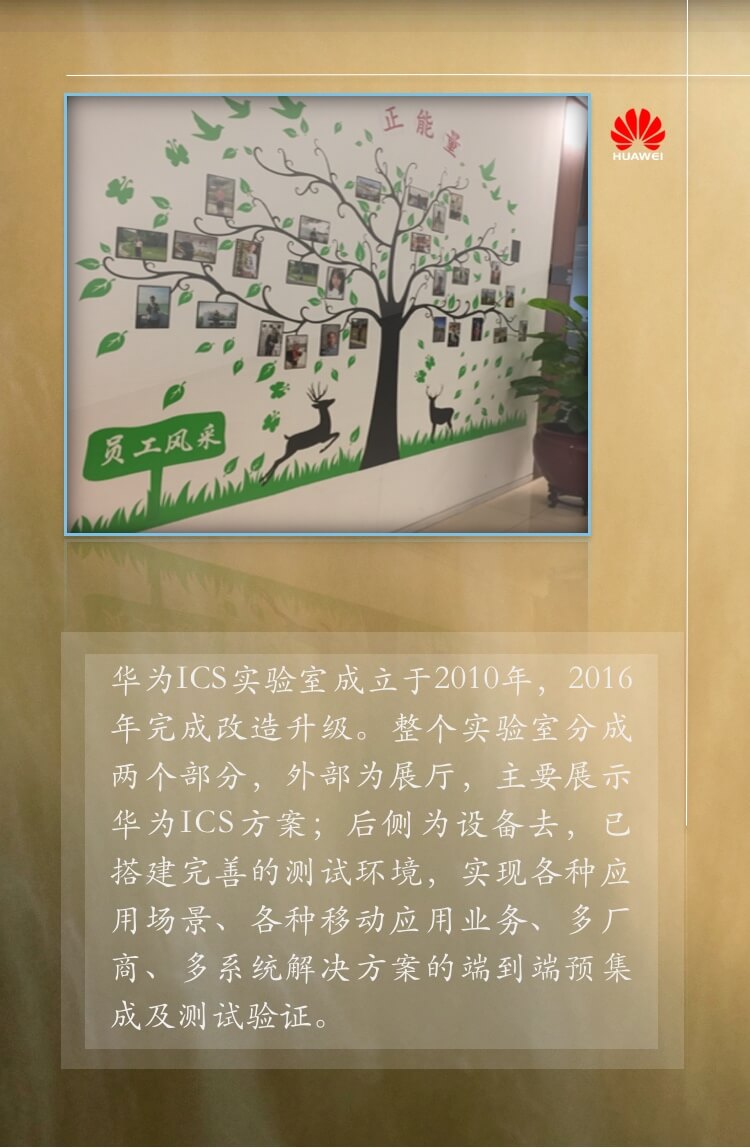 正能量
HUAWEI
员工风采
华为ICS实验室成立于2010年，2016
年完成改造升级。整个实验室分成
两个部分，外部为展厅，主要展示
华为ICS方案；后侧为设备去，已
搭建完善的测试环境，实现各种应
用场景、各种移动应用业务、多厂
商、多系统解决方案的端到端预集
成及测试验证。